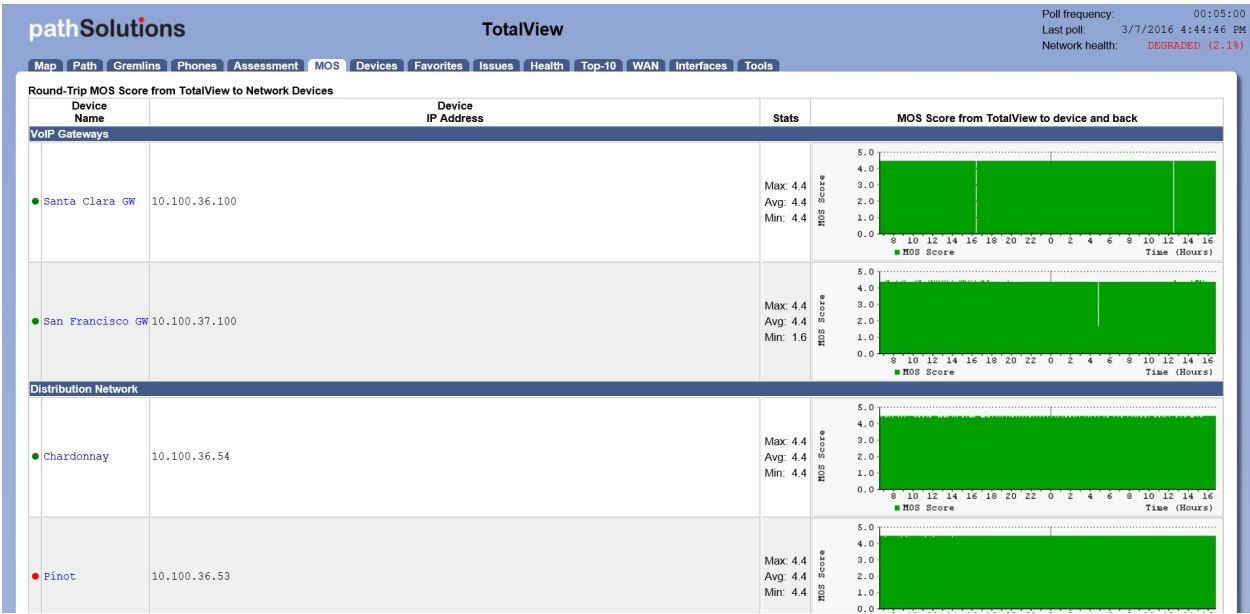 pathSolutions
TotalView
Poll frequency: 00:05:00
Last poll: 3/7/2016 4:44:46 PM
Network health: DEGRADED (2.1%)
Map Path Gremlins Phones Assessment MOS Devices Favorites Issues Health Top-10 WAN Interfaces Tools
Round-Trip MOS Score from TotalView to Network Devices
Device Name
Device IP Address
Stats
MOS Score from TotalView to device and back
VoIP Gateways
Santa Clara GW
10.100.36.100
Max: 4.4
Avg: 4.4
Min: 4.4
MOS Score
5.0
4.0
3.0
2.0
1.0
0.0
8 10 12 14 16 18 20 22 0 2 4 6 8 10 12 14 16
MOS Score Time (Hours)
San Francisco GW
10.100.37.100
Max: 4.4
Avg: 4.4
Min: 1.6
MOS Score
5.0
4.0
3.0
2.0
1.0
0.0
8 10 12 14 16 18 20 22 0 2 4 6 8 10 12 14 16
MOS Score Time (Hours)
Distribution Network
Chardonnay
10.100.36.54
Max: 4.4
Avg: 4.4
Min: 4.4
MOS Score
5.0
4.0
3.0
2.0
1.0
0.0
8 10 12 14 16 18 20 22 0 2 4 6 8 10 12 14 16
MOS Score Time (Hours)
Pinot
10.100.36.53
Max: 4.4
Avg: 4.4
Min: 4.4
MOS Score
5.0
4.0
3.0
2.0
1.0
0.0